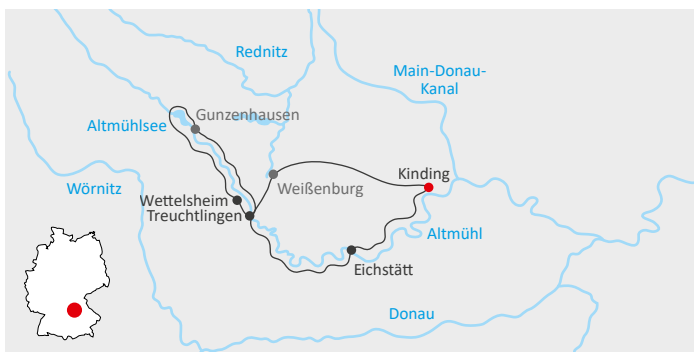 Rednitz
Main-Donau-
Kanal
Gunzenhausen
Altmühlsee
Kinding
Wörnitz
Weißenburg
Wettelsheim
Treuchtlingen
Altmühl
Eichstätt
Donau